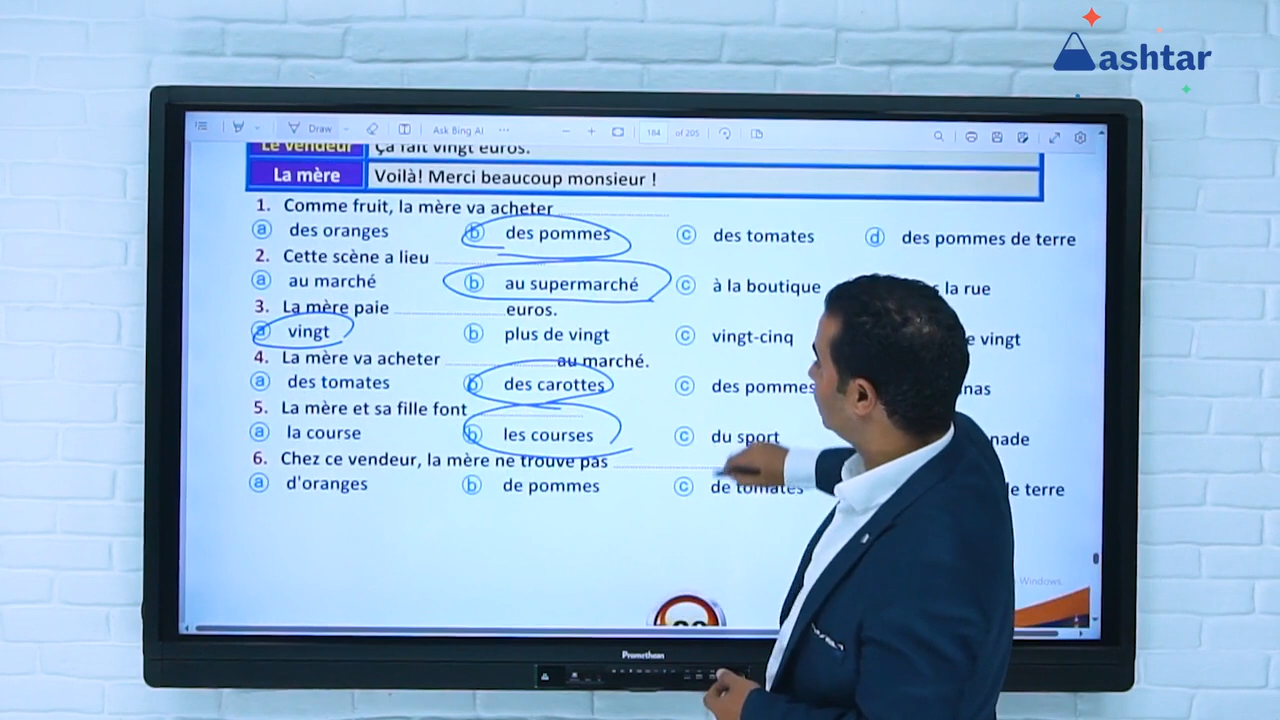 ashtar
Draw Ask Bing AI ... 184 of 205
Le vendeur Ça fait vingt euros.
La mère Voilà! Merci beaucoup monsieur !
1. Comme fruit, la mère va acheter
a des oranges b des pommes c des tomates d des pommes de terre
2. Cette scène a lieu
a au marché b au supermarché c à la boutique la rue
3. La mère paie euros.
a vingt b plus de vingt c vingt-cinq vingt
4. La mère va acheter au marché.
a des tomates b des carottes c des pommes
5. La mère et sa fille font
a la course b les courses c du sport
6. Chez ce vendeur, la mère ne trouve pas
a d'oranges b de pommes c de tomates terre
Windows.
Promethean